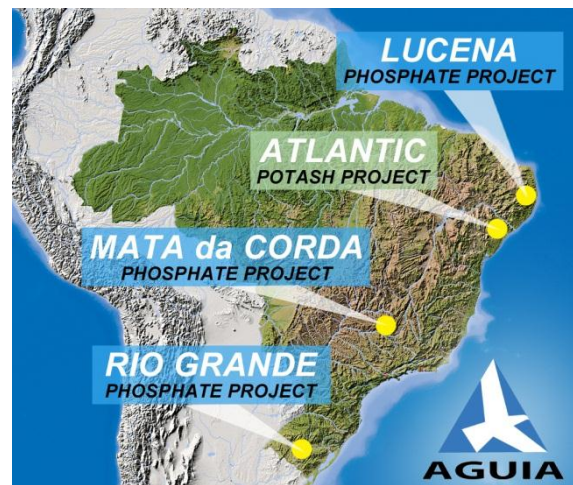 LUCENA
PHOSPHATE PROJECT
ATLANTIC
POTASH PROJECT
MATA da CORDA
PHOSPHATE PROJECT
RIO GRANDE
PHOSPHATE PROJECT
AGUIA